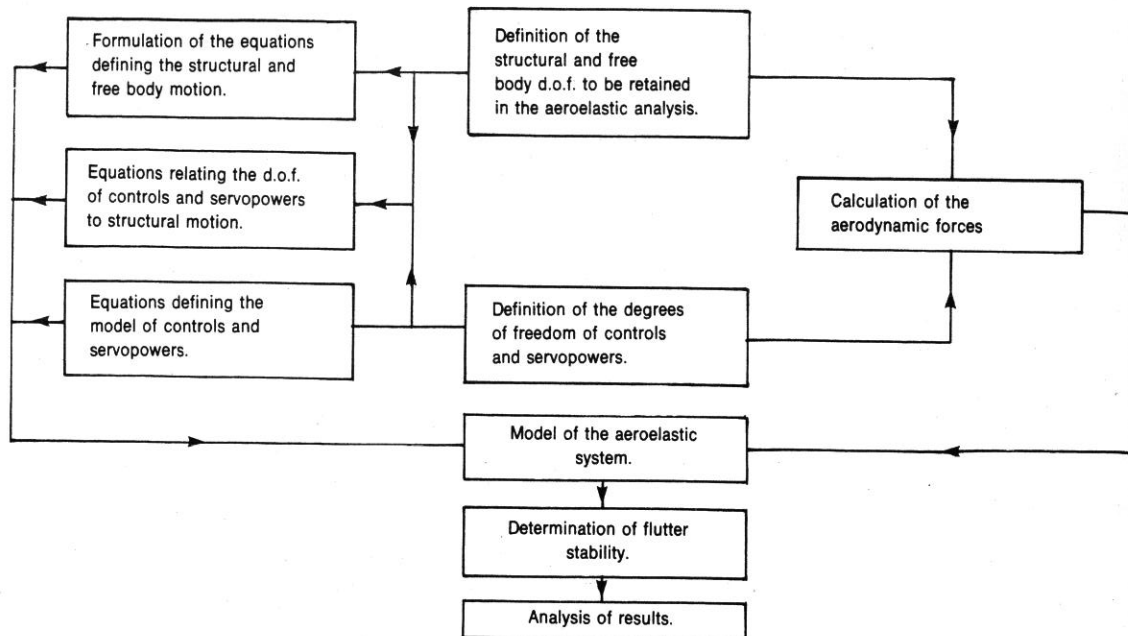 Formulation of the equations
defining the structural and
free body motion.
Definition of the
structural and free
body d.o.f. to be retained
in the aeroelastic analysis.
Equations relating the d.o.f.
of controls and servopowers
to structural motion.
Calculation of the
aerodynamic forces
Equations defining the
model of controls and
servopowers.
Definition of the degrees
of freedom of controls
and servopowers.
Model of the aeroelastic
system.
Determination of flutter
stability.
Analysis of results.